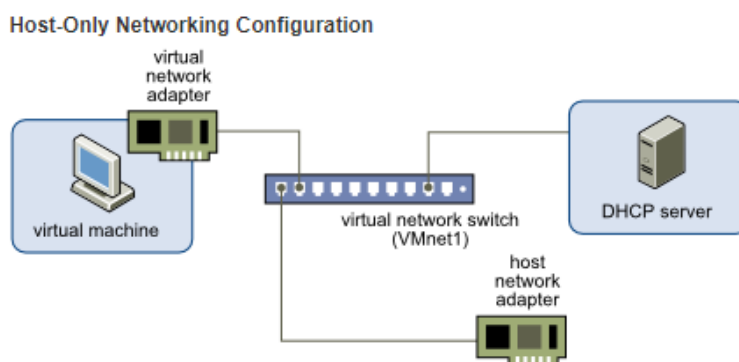 Host-Only Networking Configuration
virtual
network
adapter
virtual machine
virtual network switch
(VMnet1)
DHCP server
host
network
adapter